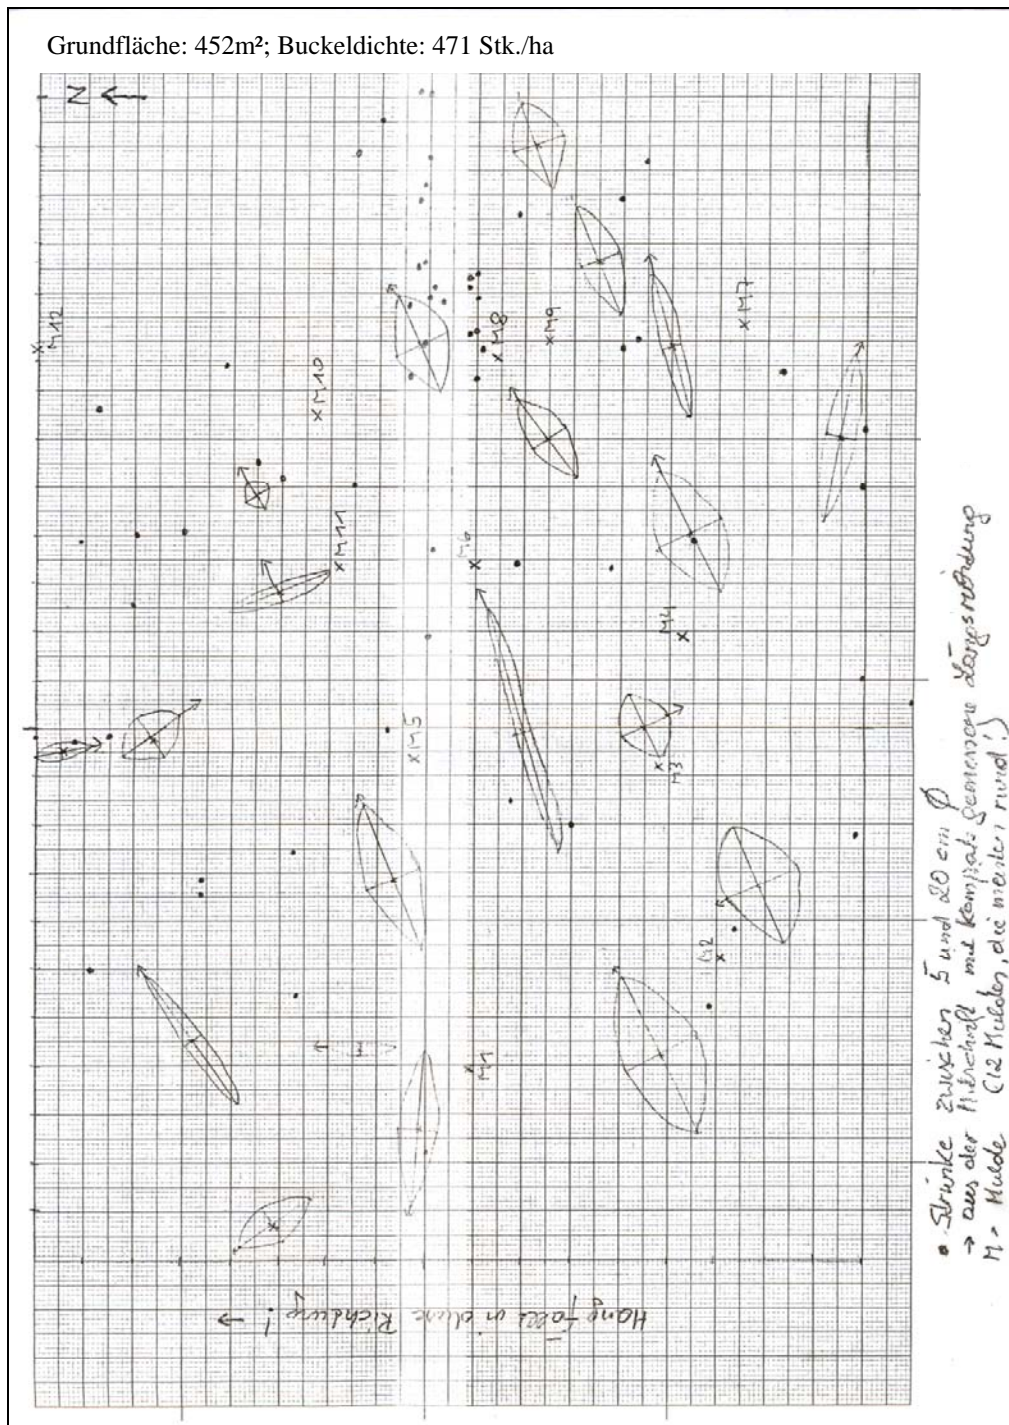 Grundfläche: 452m²; Buckeldichte: 471 Stk./ha
N
M12
M10
M8
M9
M7
M11
M6
M4
M5
M3
M2
M1
Hang fällt in diese Richtung! →
• Strünke zwischen 5 und 20 cm Ø
→ aus der Mitschrift mit Kompaß gemessene Längsrichtung
M = Mulde (12 Mulden, die meisten rund!)